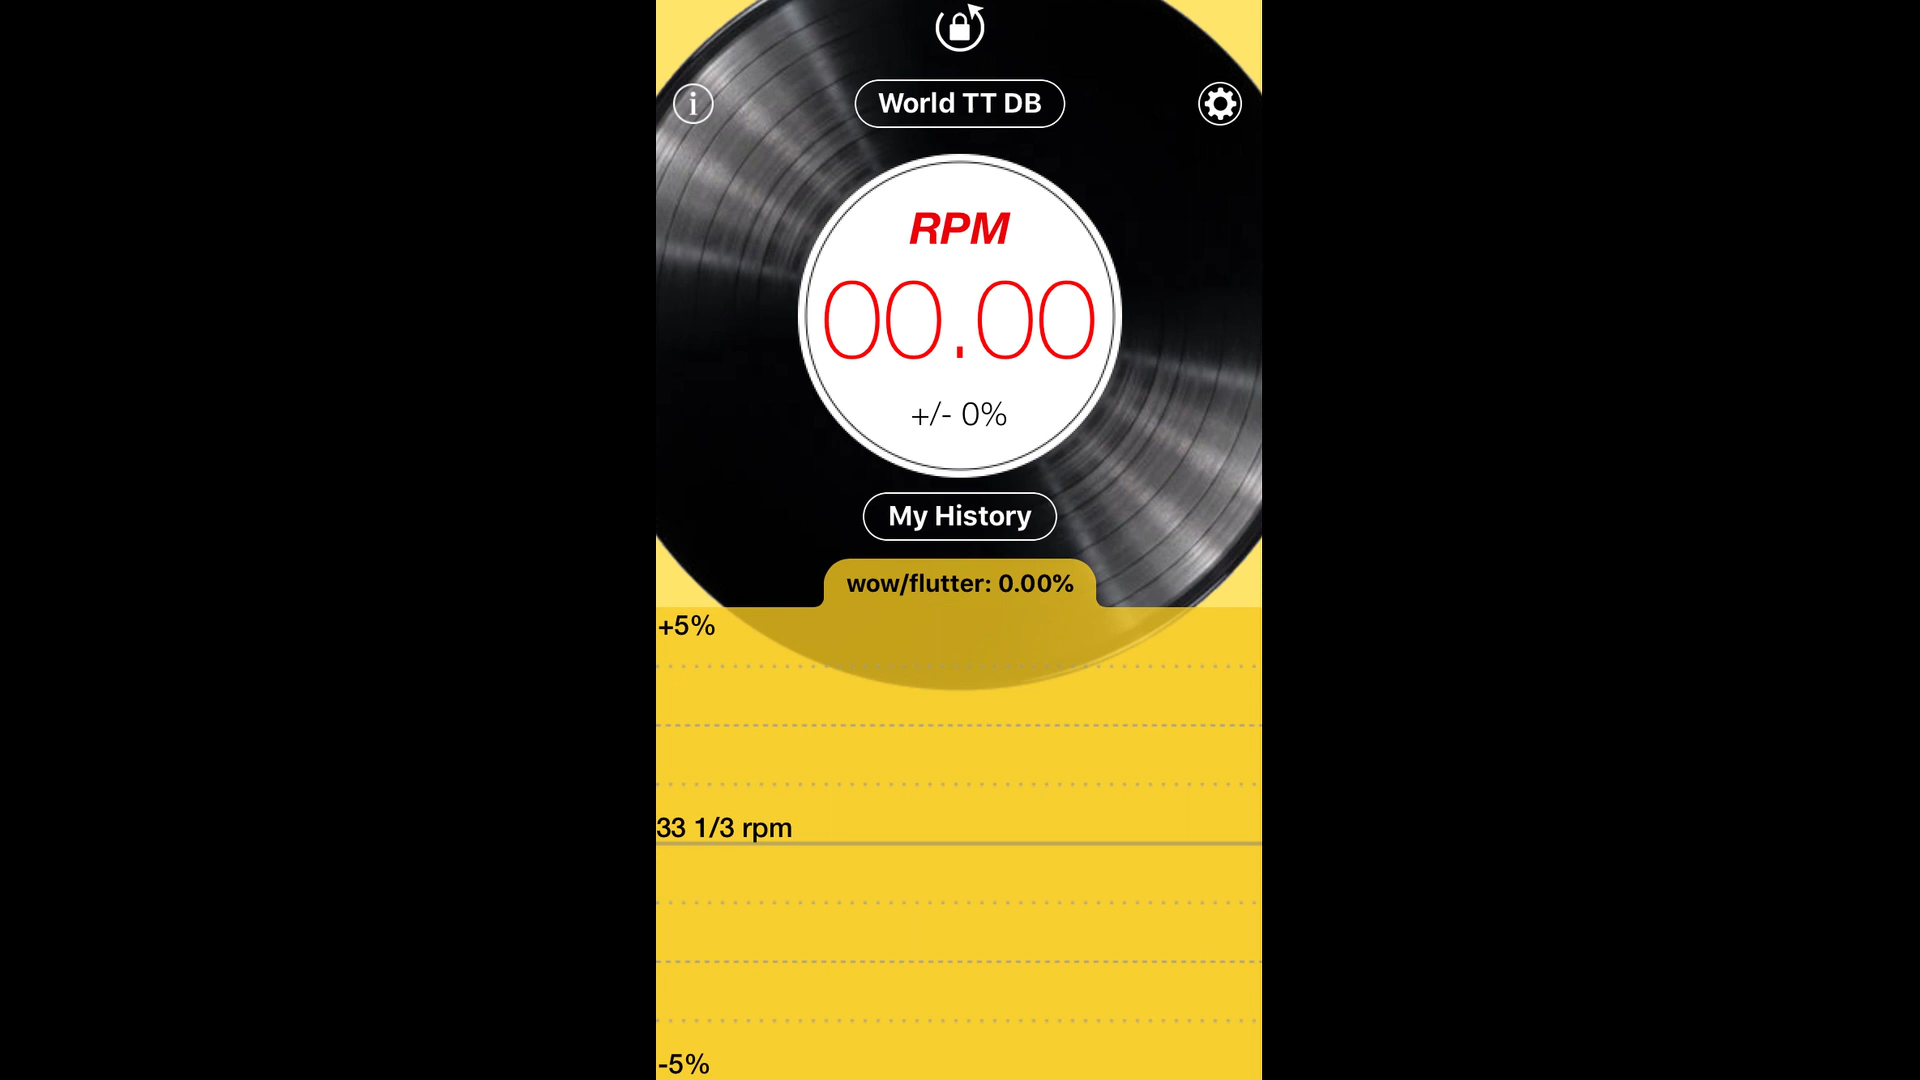 i
World TT DB
RPM
00.00
+/- 0%
My History
wow/flutter: 0.00%
+5%
33 1/3 rpm
-5%